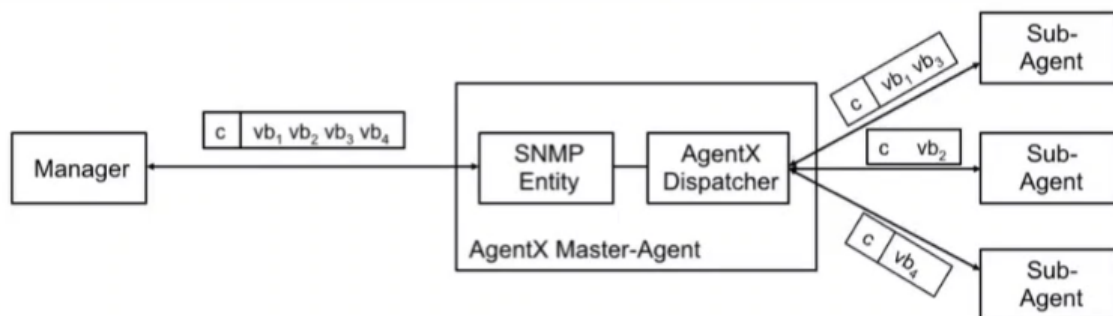 Manager
c vb₁ vb₂ vb₃ vb₄
SNMP
Entity
AgentX
Dispatcher
AgentX Master-Agent
c vb₁ vb₃
c vb₂
c vb₄
Sub-
Agent
Sub-
Agent
Sub-
Agent